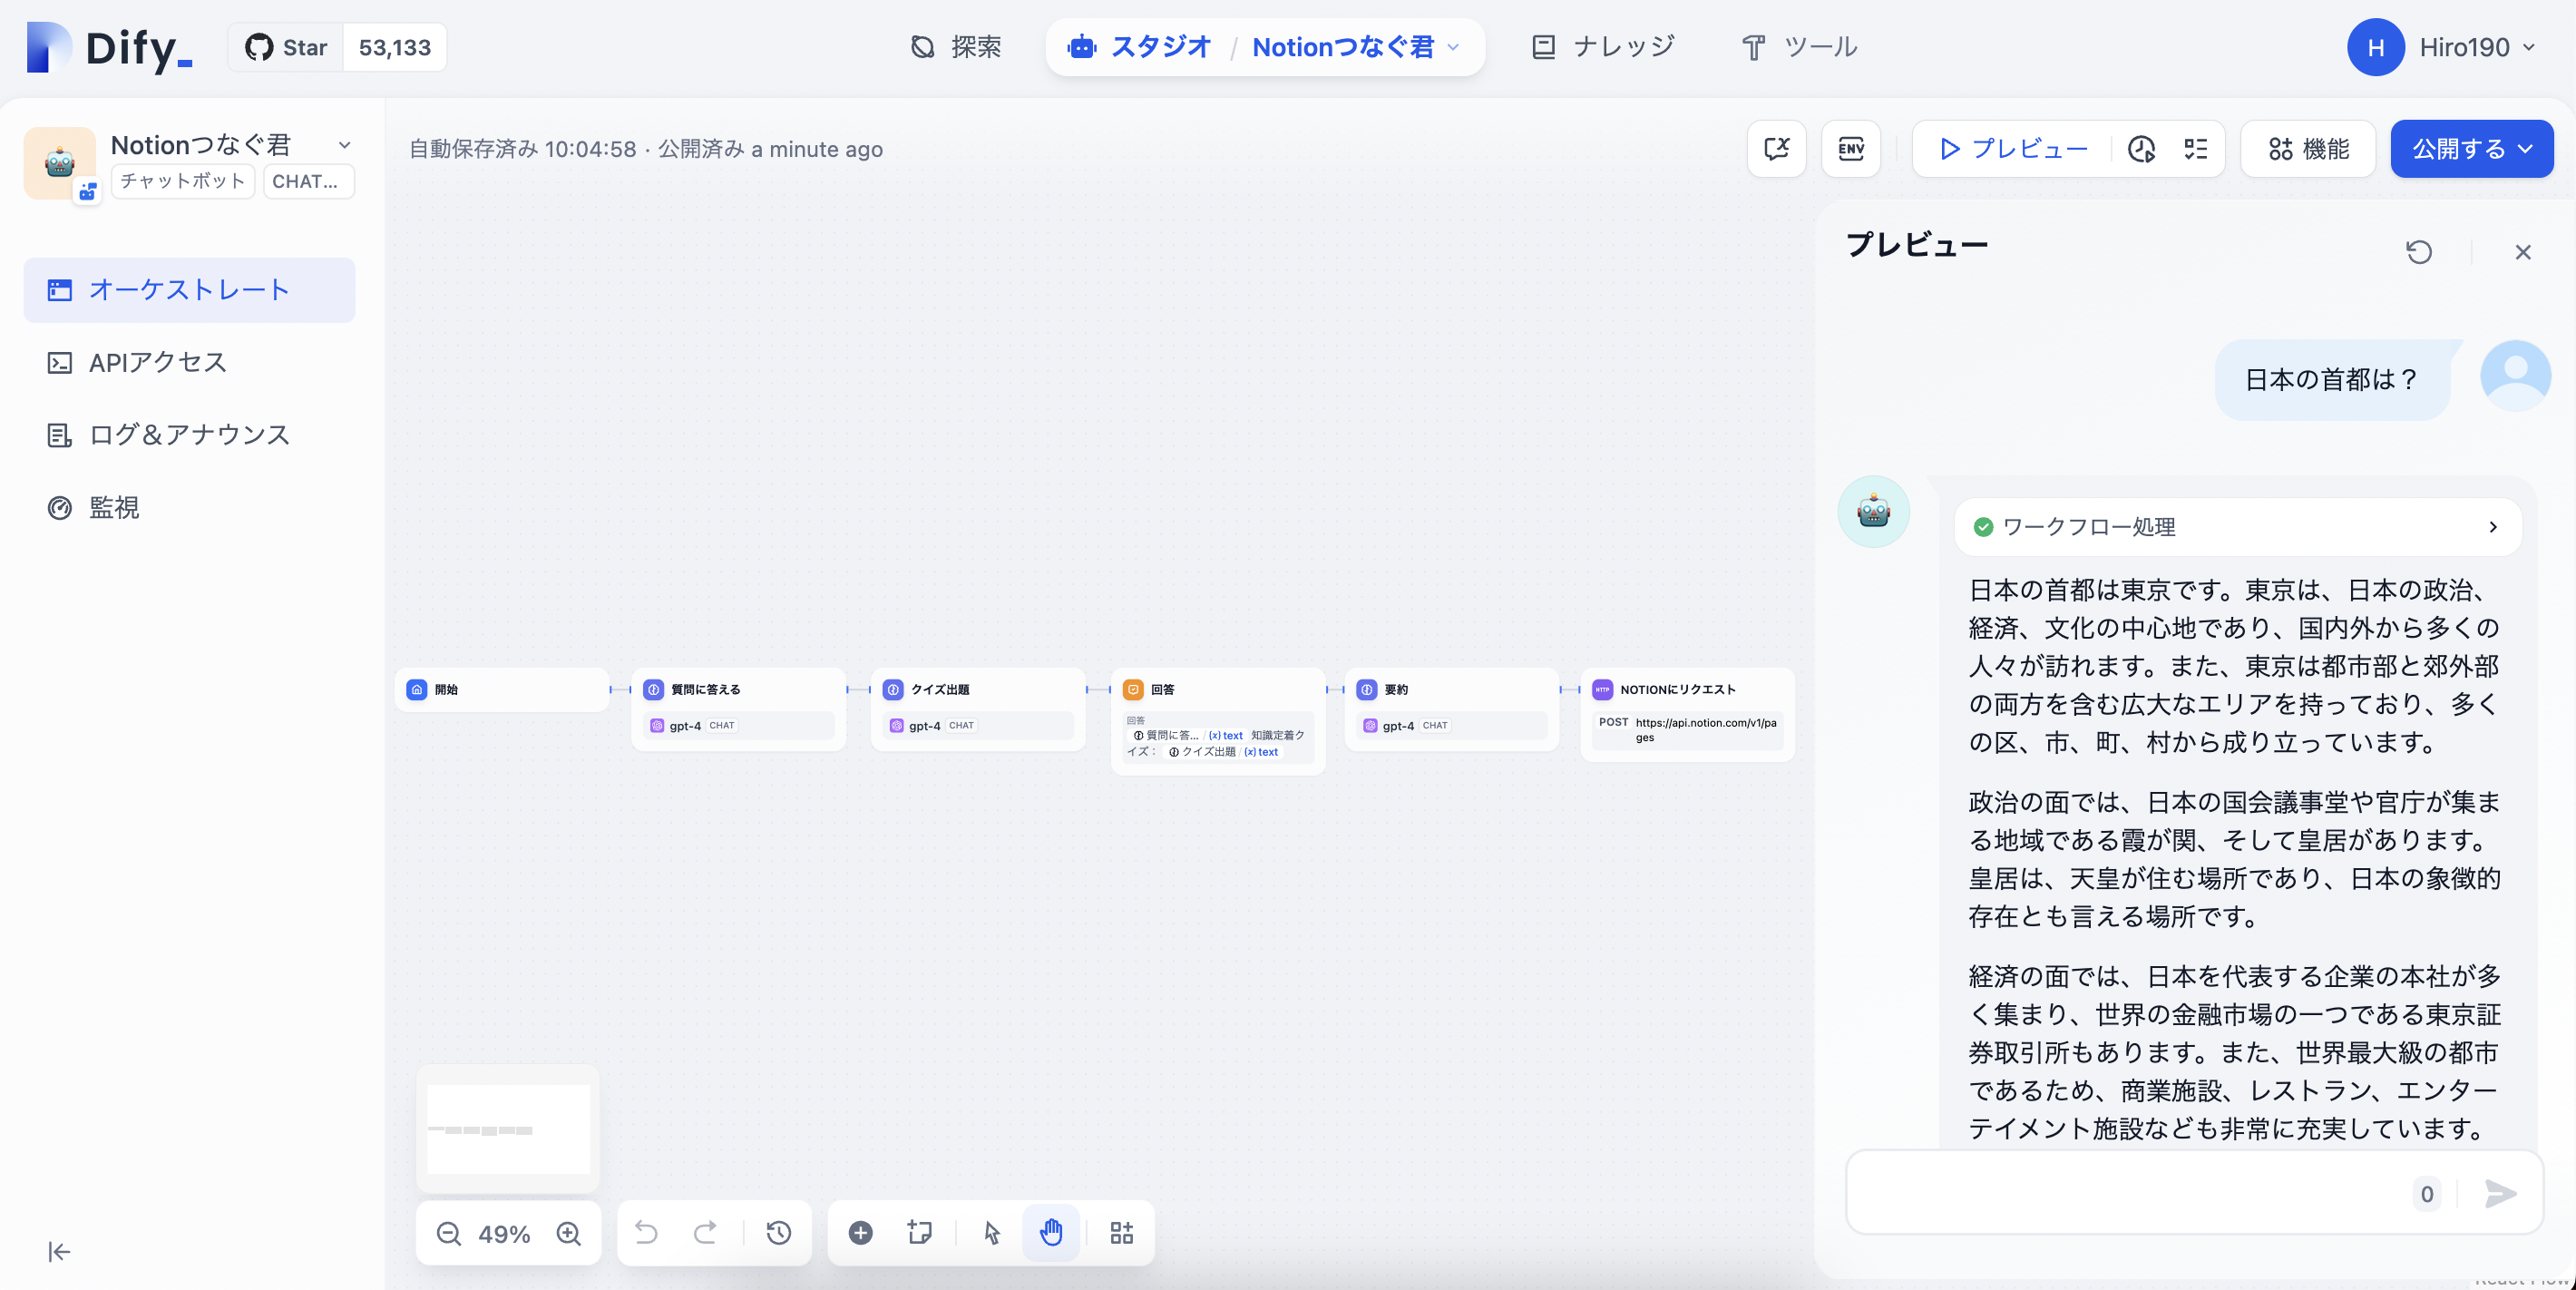 Dify_
Star 53,133
探索
スタジオ / Notionつなぐ君
ナレッジ
ツール
H Hiro190
Notionつなぐ君
チャットボット CHAT...
オーケストレート
APIアクセス
ログ＆アナウンス
監視
自動保存済み 10:04:58 · 公開済み a minute ago
ENV
プレビュー
機能
公開する
開始
質問に答える
gpt-4 CHAT
クイズ出題
gpt-4 CHAT
回答
回答
質問に答... / (x) text 知識定着ク
イズ： クイズ出題 / (x) text
要約
gpt-4 CHAT
HTTP NOTIONにリクエスト
POST https://api.notion.com/v1/pa
ges
49%
プレビュー
日本の首都は？
ワークフロー処理
日本の首都は東京です。東京は、日本の政治、
経済、文化の中心地であり、国内外から多くの
人々が訪れます。また、東京は都市部と郊外部
の両方を含む広大なエリアを持っており、多く
の区、市、町、村から成り立っています。
政治の面では、日本の国会議事堂や官庁が集ま
る地域である霞が関、そして皇居があります。
皇居は、天皇が住む場所であり、日本の象徴的
存在とも言える場所です。
経済の面では、日本を代表する企業の本社が多
く集まり、世界の金融市場の一つである東京証
券取引所もあります。また、世界最大級の都市
であるため、商業施設、レストラン、エンター
テイメント施設なども非常に充実しています。
0
React Flow